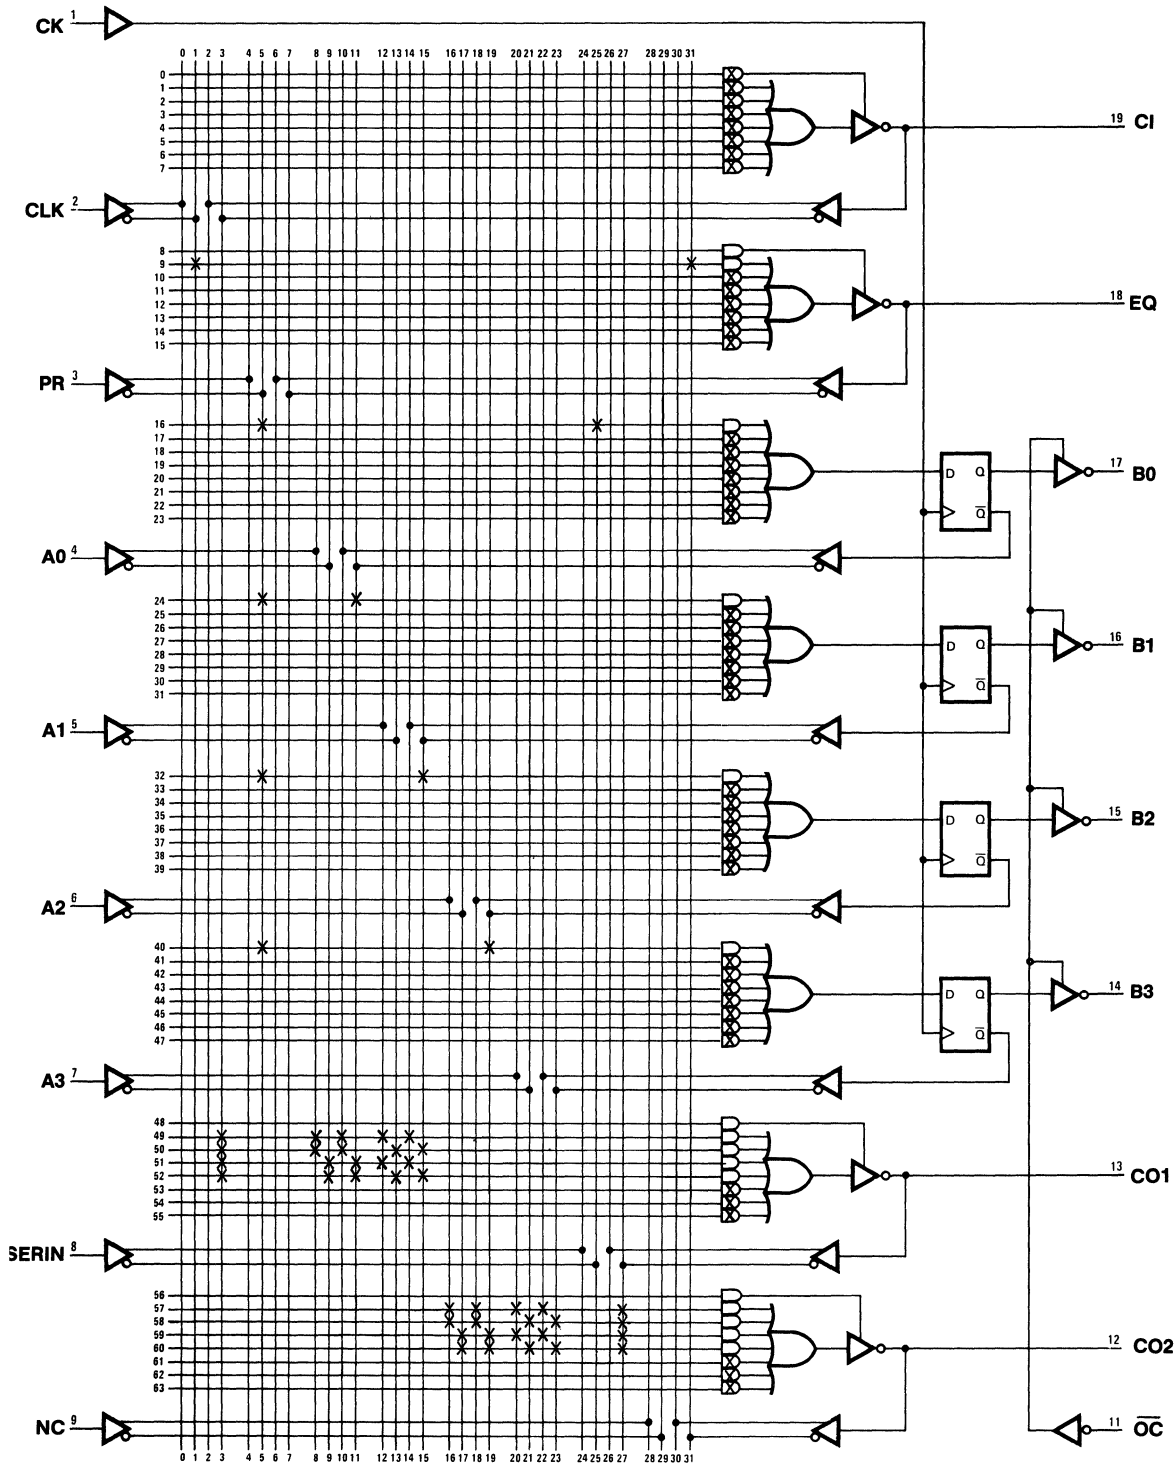 CK 1
0 1 2 3 4 5 6 7 8 9 10 11 12 13 14 15 16 17 18 19 20 21 22 23 24 25 26 27 28 29 30 31
0
1
2
3
4
5
6
7
19 CI
CLK 2
8
9
10
11
12
13
14
15
18 EQ
PR 3
16
17
18
19
20
21
22
23
D Q
Q̅
17 B0
A0 4
24
25
26
27
28
29
30
31
D Q
Q̅
16 B1
A1 5
32
33
34
35
36
37
38
39
D Q
Q̅
15 B2
A2 6
40
41
42
43
44
45
46
47
D Q
Q̅
14 B3
A3 7
48
49
50
51
52
53
54
55
13 CO1
SERIN 8
56
57
58
59
60
61
62
63
12 CO2
NC 9
11 O̅C̅
0 1 2 3 4 5 6 7 8 9 10 11 12 13 14 15 16 17 18 19 20 21 22 23 24 25 26 27 28 29 30 31